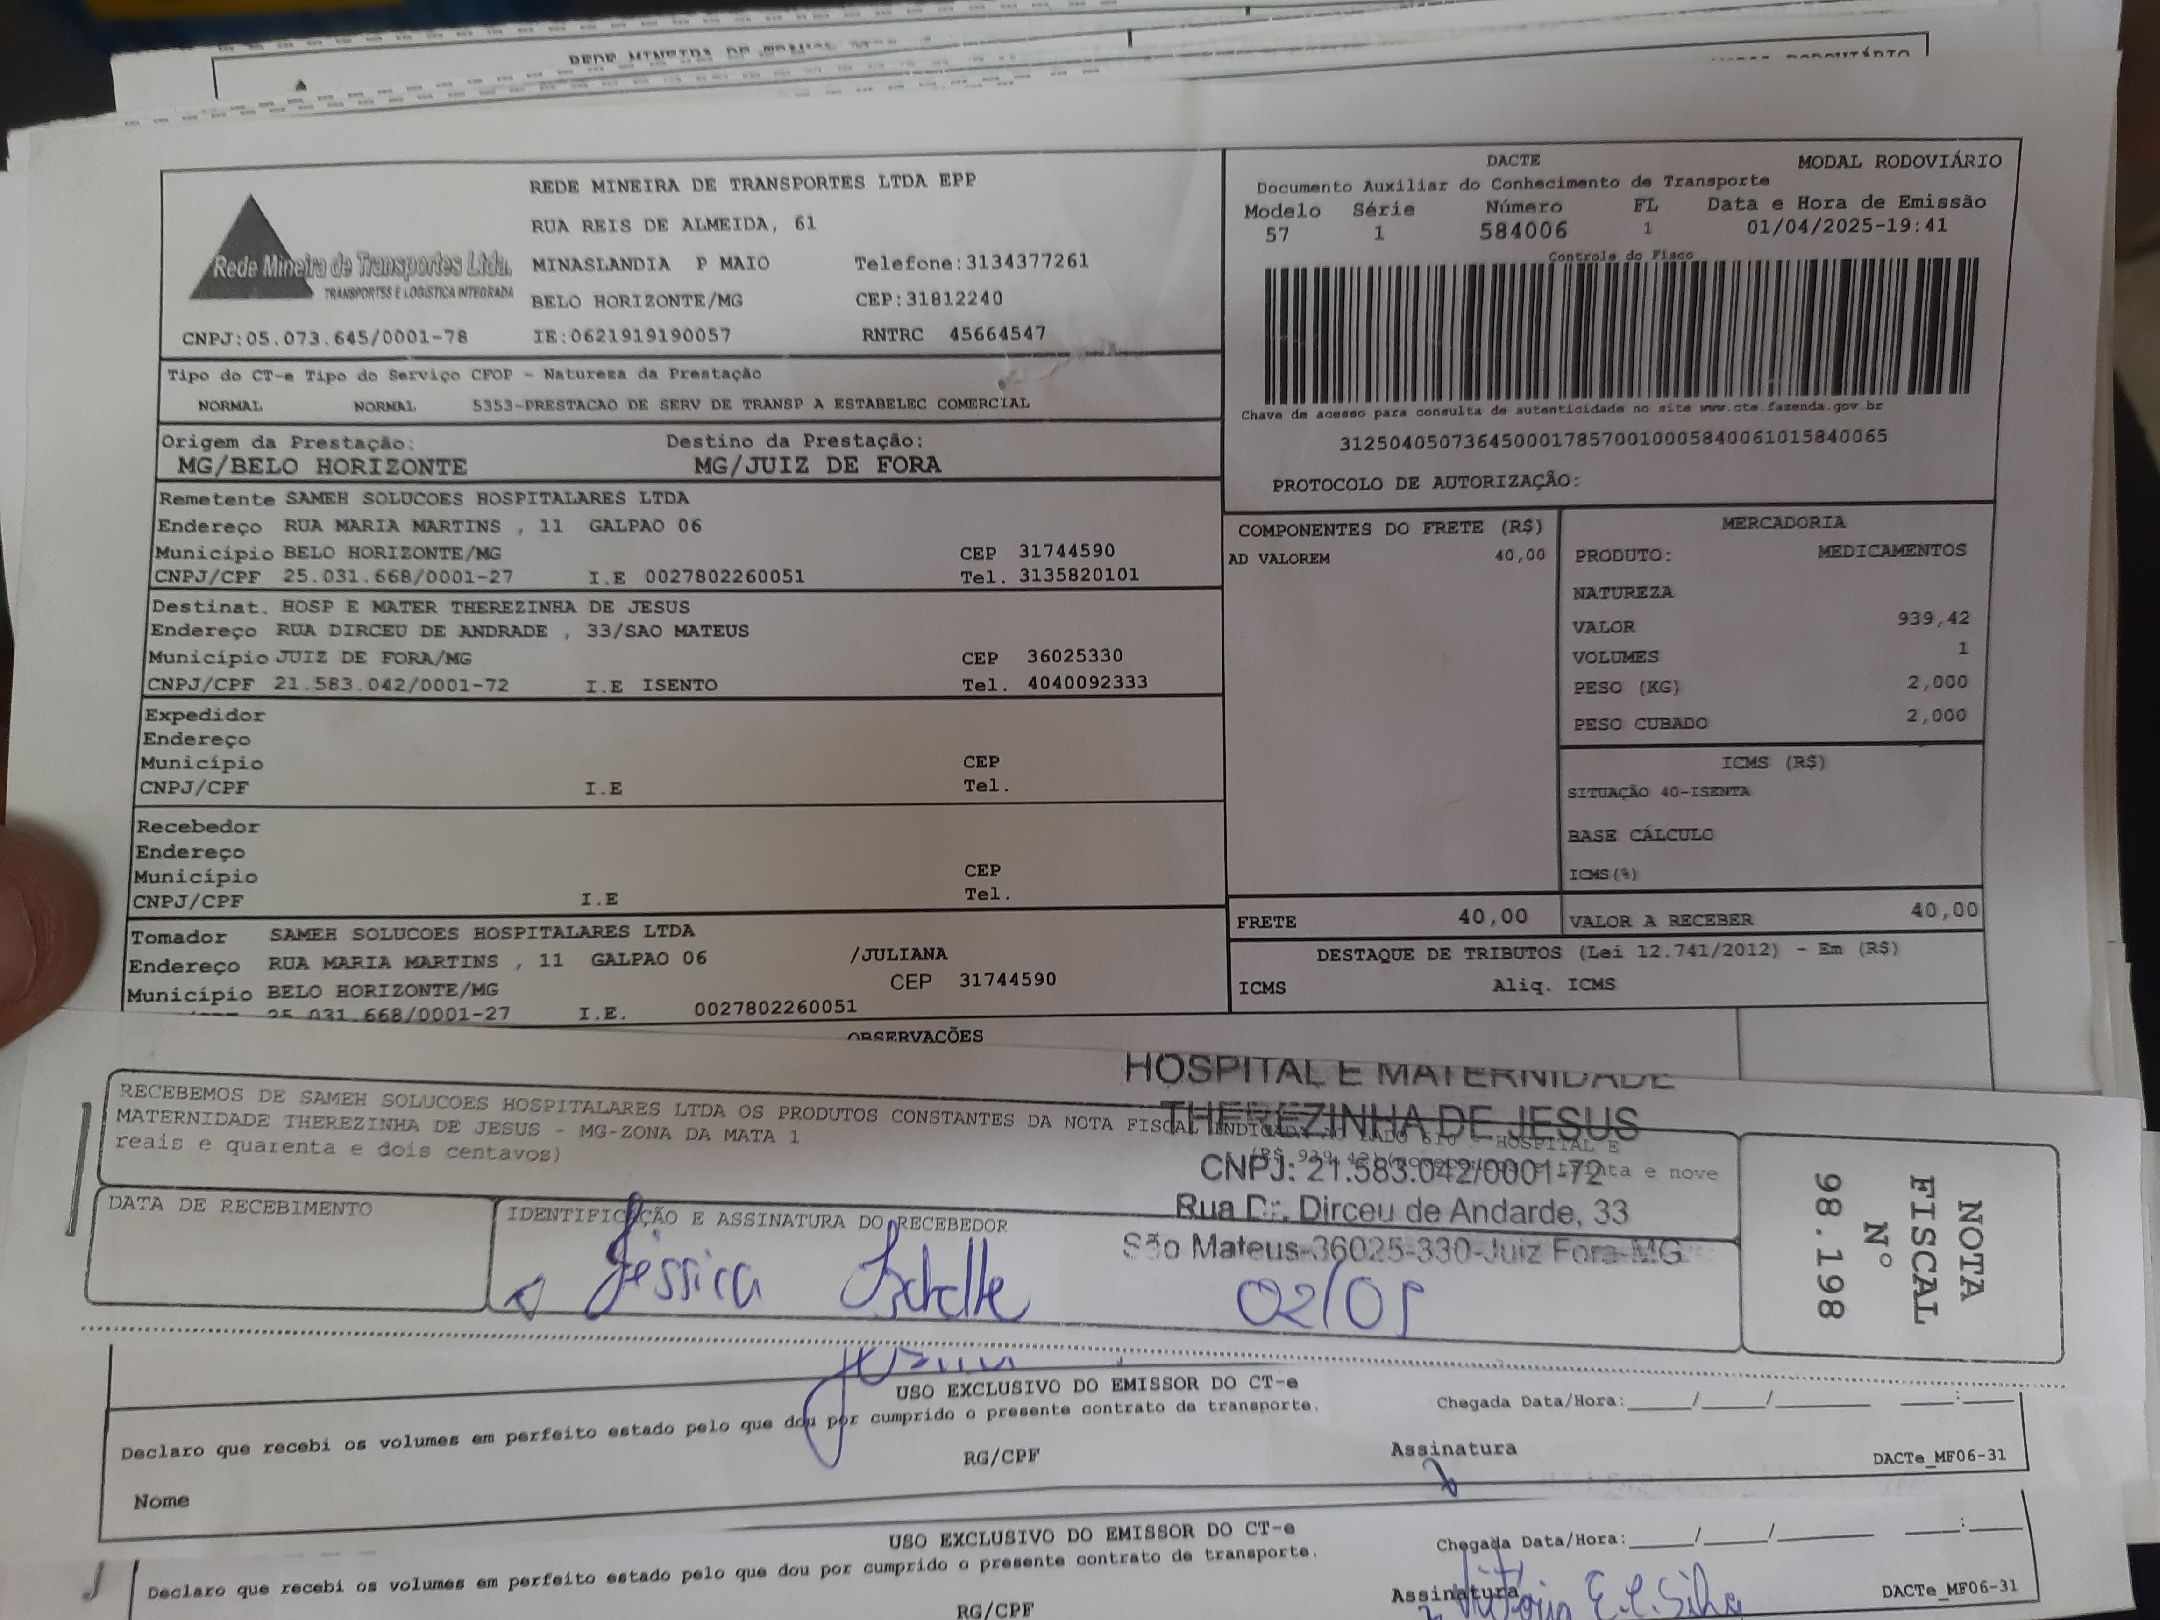 REDE MINEIRA DE TRANSPORTES LTDA EPP
RUA REIS DE ALMEIDA, 61
Rede Mineira de Transportes Ltda.
TRANSPORTES E LOGÍSTICA INTEGRADA
MINASLANDIA P MAIO Telefone:3134377261
BELO HORIZONTE/MG CEP:31812240
CNPJ:05.073.645/0001-78 IE:0621919190057 RNTRC 45664547
DACTE MODAL RODOVIÁRIO
Documento Auxiliar do Conhecimento de Transporte
Modelo Série Número FL Data e Hora de Emissão
57 1 584006 1 01/04/2025-19:41
Controle do Fisco
Chave de acesso para consulta de autenticidade no site www.cte.fazenda.gov.br
31250405073645000178570010005840061015840065
PROTOCOLO DE AUTORIZAÇÃO:
Tipo do CT-e Tipo do Serviço CFOP - Natureza da Prestação
NORMAL NORMAL 5353-PRESTACAO DE SERV DE TRANSP A ESTABELEC COMERCIAL
Origem da Prestação: Destino da Prestação:
MG/BELO HORIZONTE MG/JUIZ DE FORA
Remetente SAMEH SOLUCOES HOSPITALARES LTDA
Endereço RUA MARIA MARTINS , 11 GALPAO 06
Município BELO HORIZONTE/MG CEP 31744590
CNPJ/CPF 25.031.668/0001-27 I.E 0027802260051 Tel. 3135820101
Destinat. HOSP E MATER THEREZINHA DE JESUS
Endereço RUA DIRCEU DE ANDRADE , 33/SAO MATEUS
Município JUIZ DE FORA/MG CEP 36025330
CNPJ/CPF 21.583.042/0001-72 I.E ISENTO Tel. 4040092333
Expedidor
Endereço
Município CEP
CNPJ/CPF I.E Tel.
Recebedor
Endereço
Município CEP
CNPJ/CPF I.E Tel.
Tomador SAMEH SOLUCOES HOSPITALARES LTDA
Endereço RUA MARIA MARTINS , 11 GALPAO 06 /JULIANA
Município BELO HORIZONTE/MG CEP 31744590
25.031.668/0001-27 I.E. 0027802260051
COMPONENTES DO FRETE (R$)
AD VALOREM 40,00
MERCADORIA
PRODUTO: MEDICAMENTOS
NATUREZA
VALOR 939,42
VOLUMES 1
PESO (KG) 2,000
PESO CUBADO 2,000
ICMS (R$)
SITUAÇÃO 40-ISENTA
BASE CÁLCULO
ICMS(%)
FRETE 40,00 VALOR A RECEBER 40,00
DESTAQUE DE TRIBUTOS (Lei 12.741/2012) - Em (R$)
ICMS Aliq. ICMS
OBSERVAÇÕES
HOSPITAL E MATERNIDADE
THEREZINHA DE JESUS
CNPJ: 21.583.042/0001-72
Rua Dr. Dirceu de Andarde, 33
São Mateus-36025-330-Juiz Fora-MG
RECEBEMOS DE SAMEH SOLUCOES HOSPITALARES LTDA OS PRODUTOS CONSTANTES DA NOTA FISCAL
MATERNIDADE THEREZINHA DE JESUS - MG-ZONA DA MATA 1
reais e quarenta e dois centavos)
DATA DE RECEBIMENTO IDENTIFICAÇÃO E ASSINATURA DO RECEBEDOR
Jéssica
NOTA
FISCAL
Nº
98.198
USO EXCLUSIVO DO EMISSOR DO CT-e
Declaro que recebi os volumes em perfeito estado pelo que dou por cumprido o presente contrato de transporte. Chegada Data/Hora:_____/_____/________ ____:____
RG/CPF Assinatura DACTe_MF06-31
Nome
USO EXCLUSIVO DO EMISSOR DO CT-e
Declaro que recebi os volumes em perfeito estado pelo que dou por cumprido o presente contrato de transporte. Chegada Data/Hora:_____/_____/________ ____:____
RG/CPF Assinatura DACTe_MF06-31